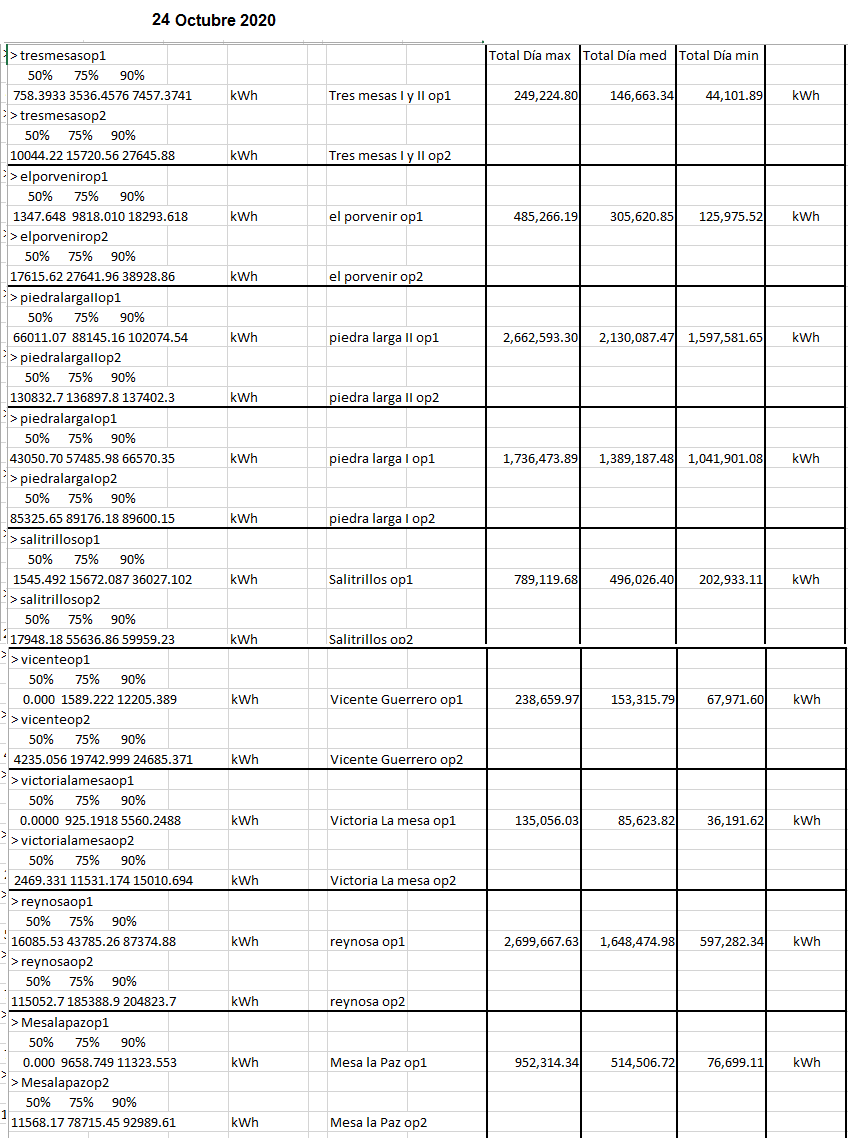 24 Octubre 2020
> tresmesasop1 Total Día max Total Día med Total Día min
50% 75% 90%
758.3933 3536.4576 7457.3741 kWh Tres mesas I y II op1 249,224.80 146,663.34 44,101.89 kWh
> tresmesasop2
50% 75% 90%
10044.22 15720.56 27645.88 kWh Tres mesas I y II op2
> elporvenirop1
50% 75% 90%
1347.648 9818.010 18293.618 kWh el porvenir op1 485,266.19 305,620.85 125,975.52 kWh
> elporvenirop2
50% 75% 90%
17615.62 27641.96 38928.86 kWh el porvenir op2
> piedralargaIIop1
50% 75% 90%
66011.07 88145.16 102074.54 kWh piedra larga II op1 2,662,593.30 2,130,087.47 1,597,581.65 kWh
> piedralargaIIop2
50% 75% 90%
130832.7 136897.8 137402.3 kWh piedra larga II op2
> piedralargaIop1
50% 75% 90%
43050.70 57485.98 66570.35 kWh piedra larga I op1 1,736,473.89 1,389,187.48 1,041,901.08 kWh
> piedralargaIop2
50% 75% 90%
85325.65 89176.18 89600.15 kWh piedra larga I op2
> salitrillosop1
50% 75% 90%
1545.492 15672.087 36027.102 kWh Salitrillos op1 789,119.68 496,026.40 202,933.11 kWh
> salitrillosop2
50% 75% 90%
17948.18 55636.86 59959.23 kWh Salitrillos op2
> vicenteop1
50% 75% 90%
0.000 1589.222 12205.389 kWh Vicente Guerrero op1 238,659.97 153,315.79 67,971.60 kWh
> vicenteop2
50% 75% 90%
4235.056 19742.999 24685.371 kWh Vicente Guerrero op2
> victorialamesaop1
50% 75% 90%
0.0000 925.1918 5560.2488 kWh Victoria La mesa op1 135,056.03 85,623.82 36,191.62 kWh
> victorialamesaop2
50% 75% 90%
2469.331 11531.174 15010.694 kWh Victoria La mesa op2
> reynosaop1
50% 75% 90%
16085.53 43785.26 87374.88 kWh reynosa op1 2,699,667.63 1,648,474.98 597,282.34 kWh
> reynosaop2
50% 75% 90%
115052.7 185388.9 204823.7 kWh reynosa op2
> Mesalapazop1
50% 75% 90%
0.000 9658.749 11323.553 kWh Mesa la Paz op1 952,314.34 514,506.72 76,699.11 kWh
> Mesalapazop2
50% 75% 90%
11568.17 78715.45 92989.61 kWh Mesa la Paz op2